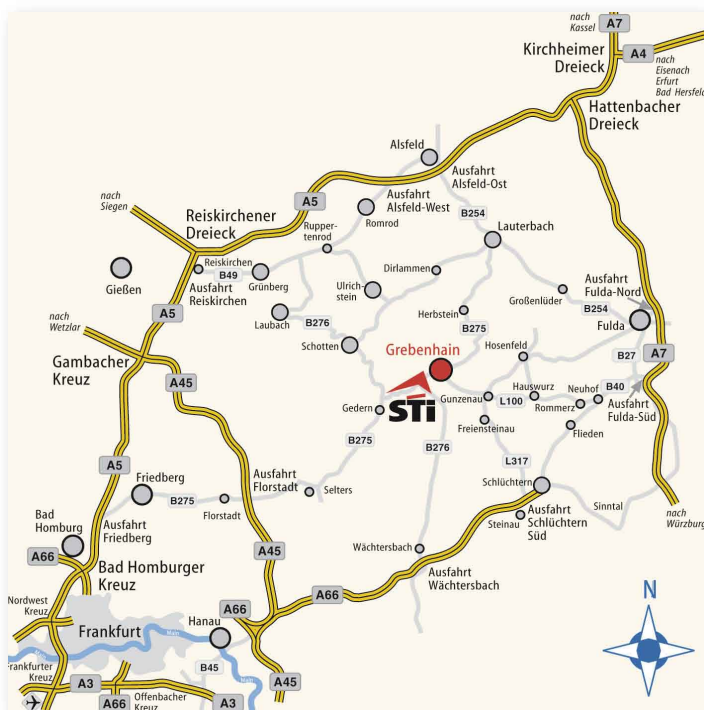 nach
Kassel
A7
Kirchheimer
Dreieck
A4
nach
Eisenach
Erfurt
Bad Hersfeld
Hattenbacher
Dreieck
Alsfeld
Ausfahrt
Alsfeld-Ost
nach
Siegen
A5
Ausfahrt
Alsfeld-West
Romrod
B254
Reiskirchener
Dreieck
Rupper-
tenrod
Lauterbach
Reiskirchen
B49
Grünberg
Ausfahrt
Reiskirchen
Gießen
Dirlammen
Ulrich-
stein
Großenlüder
Ausfahrt
Fulda-Nord
B254
Fulda
nach
Wetzlar
A5
Laubach
B276
Herbstein
B275
Schotten
Grebenhain
Hosenfeld
B27
A7
Gambacher
Kreuz
A45
STi
Gunzenau
L100
Hauswurz
Rommerz
Neuhof
B40
Ausfahrt
Fulda-Süd
Gedern
Freiensteinau
Flieden
B275
B276
L317
A5
Friedberg
B275
Ausfahrt
Florstadt
Selters
Florstadt
Schlüchtern
Sinntal
nach
Würzburg
Bad
Homburg
Ausfahrt
Friedberg
Steinau
Ausfahrt
Schlüchtern
Süd
A66
Bad Homburger
Kreuz
A45
Wächtersbach
Ausfahrt
Wächtersbach
Nordwest
Kreuz
A66
A66
N
Frankfurt
Main
Hanau
Main
Main
Frankfurter
Kreuz
A3
B45
A45
A66
Offenbacher
Kreuz
A3